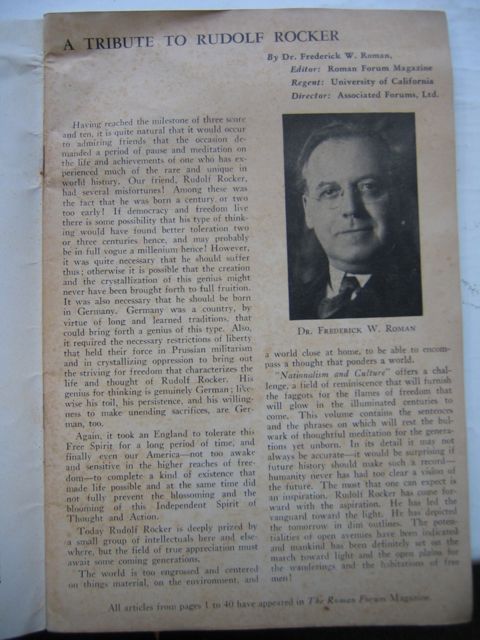 A TRIBUTE TO RUDOLF ROCKER
By Dr. Frederick W. Roman,
Editor: Roman Forum Magazine
Regent: University of California
Director: Associated Forums, Ltd.
Having reached the milestone of three score
and ten, it is quite natural that it would occur
to admiring friends that the occasion de-
manded a period of pause and meditation on
the life and achievements of one who has ex-
perienced much of the rare and unique in
world history. Our friend, Rudolf Rocker,
had several misfortunes! Among these was
the fact that he was born a century, or two
too early! If democracy and freedom live
there is some possibility that his type of think-
ing would have found better toleration two
or three centuries hence, and may probably
be in full vogue a millenium hence! However,
it was quite necessary that he should suffer
thus; otherwise it is possible that the creation
and the crystallization of this genius might
never have been brought forth to full fruition.
It was also necessary that he should be born
in Germany. Germany was a country, by
virtue of long and learned traditions, that
could bring forth a genius of this type. Also,
it required the necessary restrictions of liberty
that held their force in Prussian militarism
and in crystallizing oppression to bring out
the striving for freedom that characterizes the
life and thought of Rudolf Rocker. His
genius for thinking is genuinely German; like-
wise his toil, his persistence, and his willing-
ness to make unending sacrifices, are Ger-
man, too.
Again, it took an England to tolerate this
Free Spirit for a long period of time, and
finally even our America—not too awake
and sensitive in the higher reaches of free-
dom—to complete a kind of existence that
made life possible and at the same time did
not fully prevent the blossoming and the
blooming of this Independent Spirit of
Thought and Action.
Today Rudolf Rocker is deeply prized by
a small group of intellectuals here and else-
where, but the field of true appreciation must
await some coming generations.
The world is too engrossed and centered
on things material, on the environment, and
DR. FREDERICK W. ROMAN
a world close at home, to be able to encom-
pass a thought that ponders a world.
"Nationalism and Culture" offers a chal-
lenge, a field of reminiscence that will furnish
the faggots for the flames of freedom that
will glow in the illuminated centuries to
come. This volume contains the sentences
and the phrases on which will rest the bul-
wark of thoughtful meditation for the genera-
tions yet unborn. In its detail it may not
always be accurate—it would be surprising if
future history should make such a record—
humanity never has had too clear a vision of
the future. The most that one can expect is
an inspiration. Rudolf Rocker has come for-
ward with the aspiration. He has led the
vanguard toward the light. He has depicted
the tomorrow in dim outlines. The poten-
tialities of open avenues have been indicated
and mankind has been definitely set on the
march toward light and the open plains for
the wanderings and the habitations of free
men!
All articles from pages 1 to 40 have appeared in The Roman Forum Magazine.